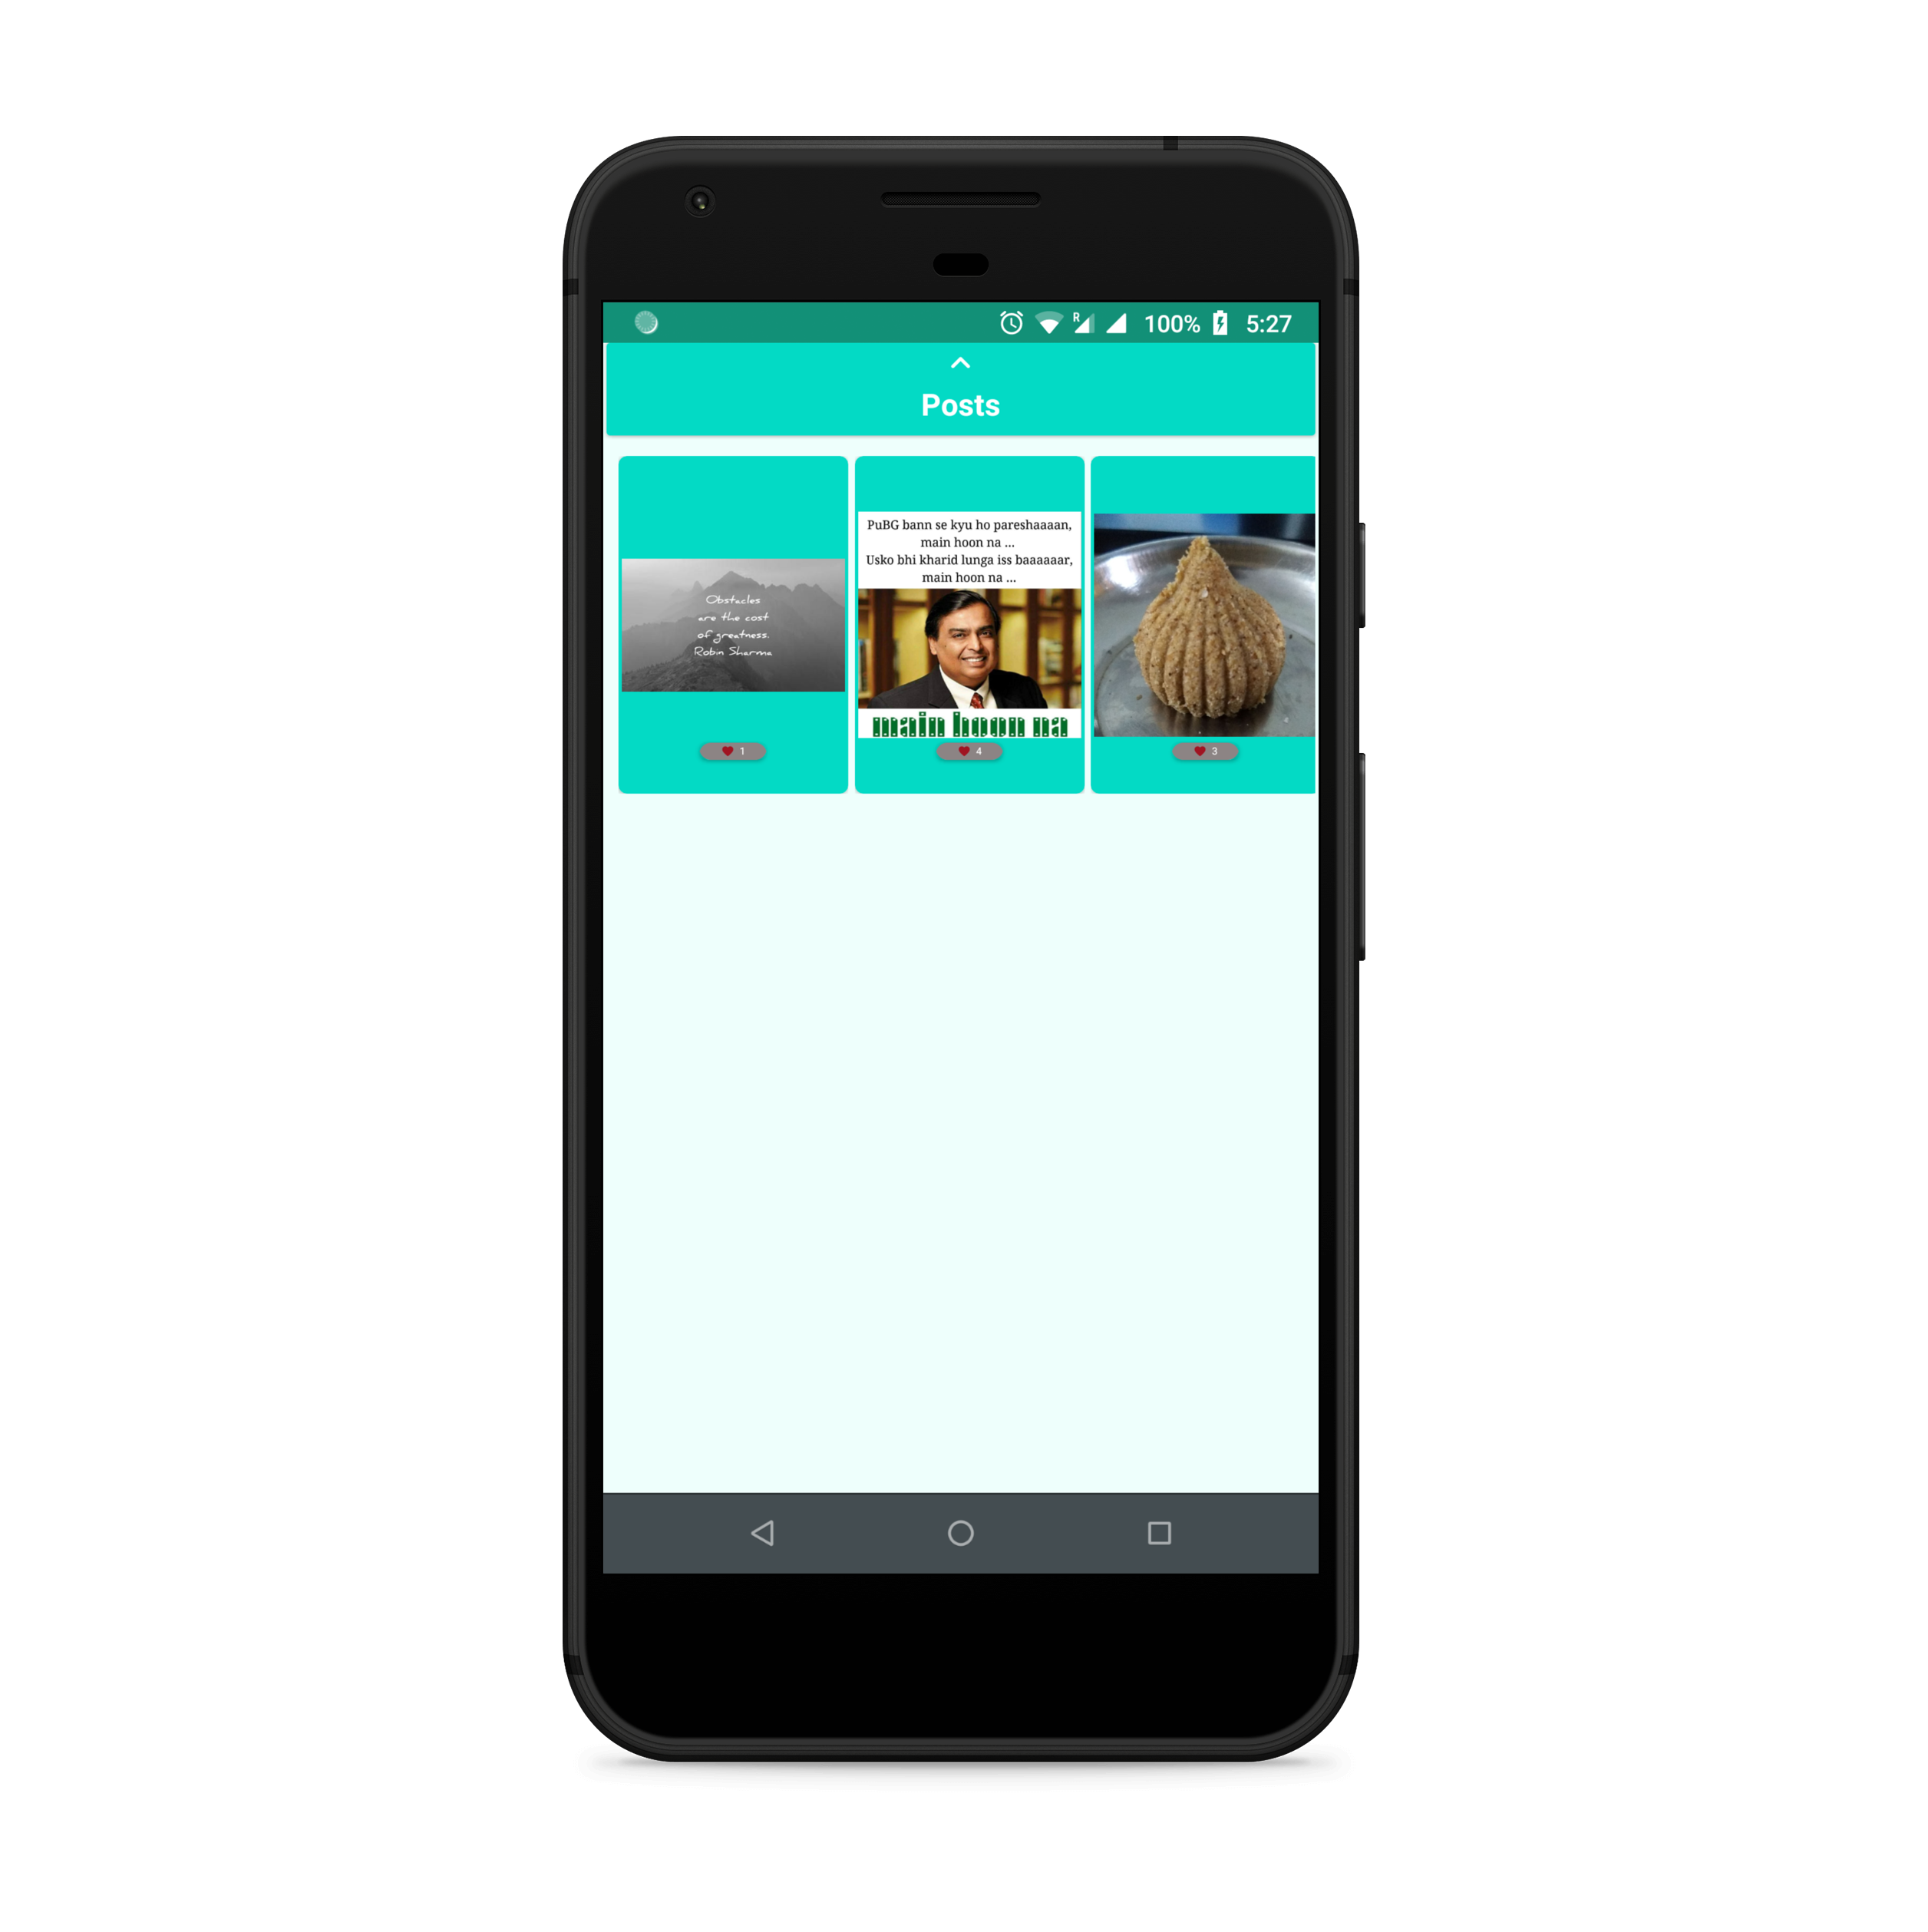 R 100% 5:27
Posts
Obstacles
are the cost
of greatness.
Robin Sharma
1
PuBG bann se kyu ho pareshaaaan,
main hoon na ...
Usko bhi kharid lunga iss baaaaaar,
main hoon na ...
main hoon na
4
3